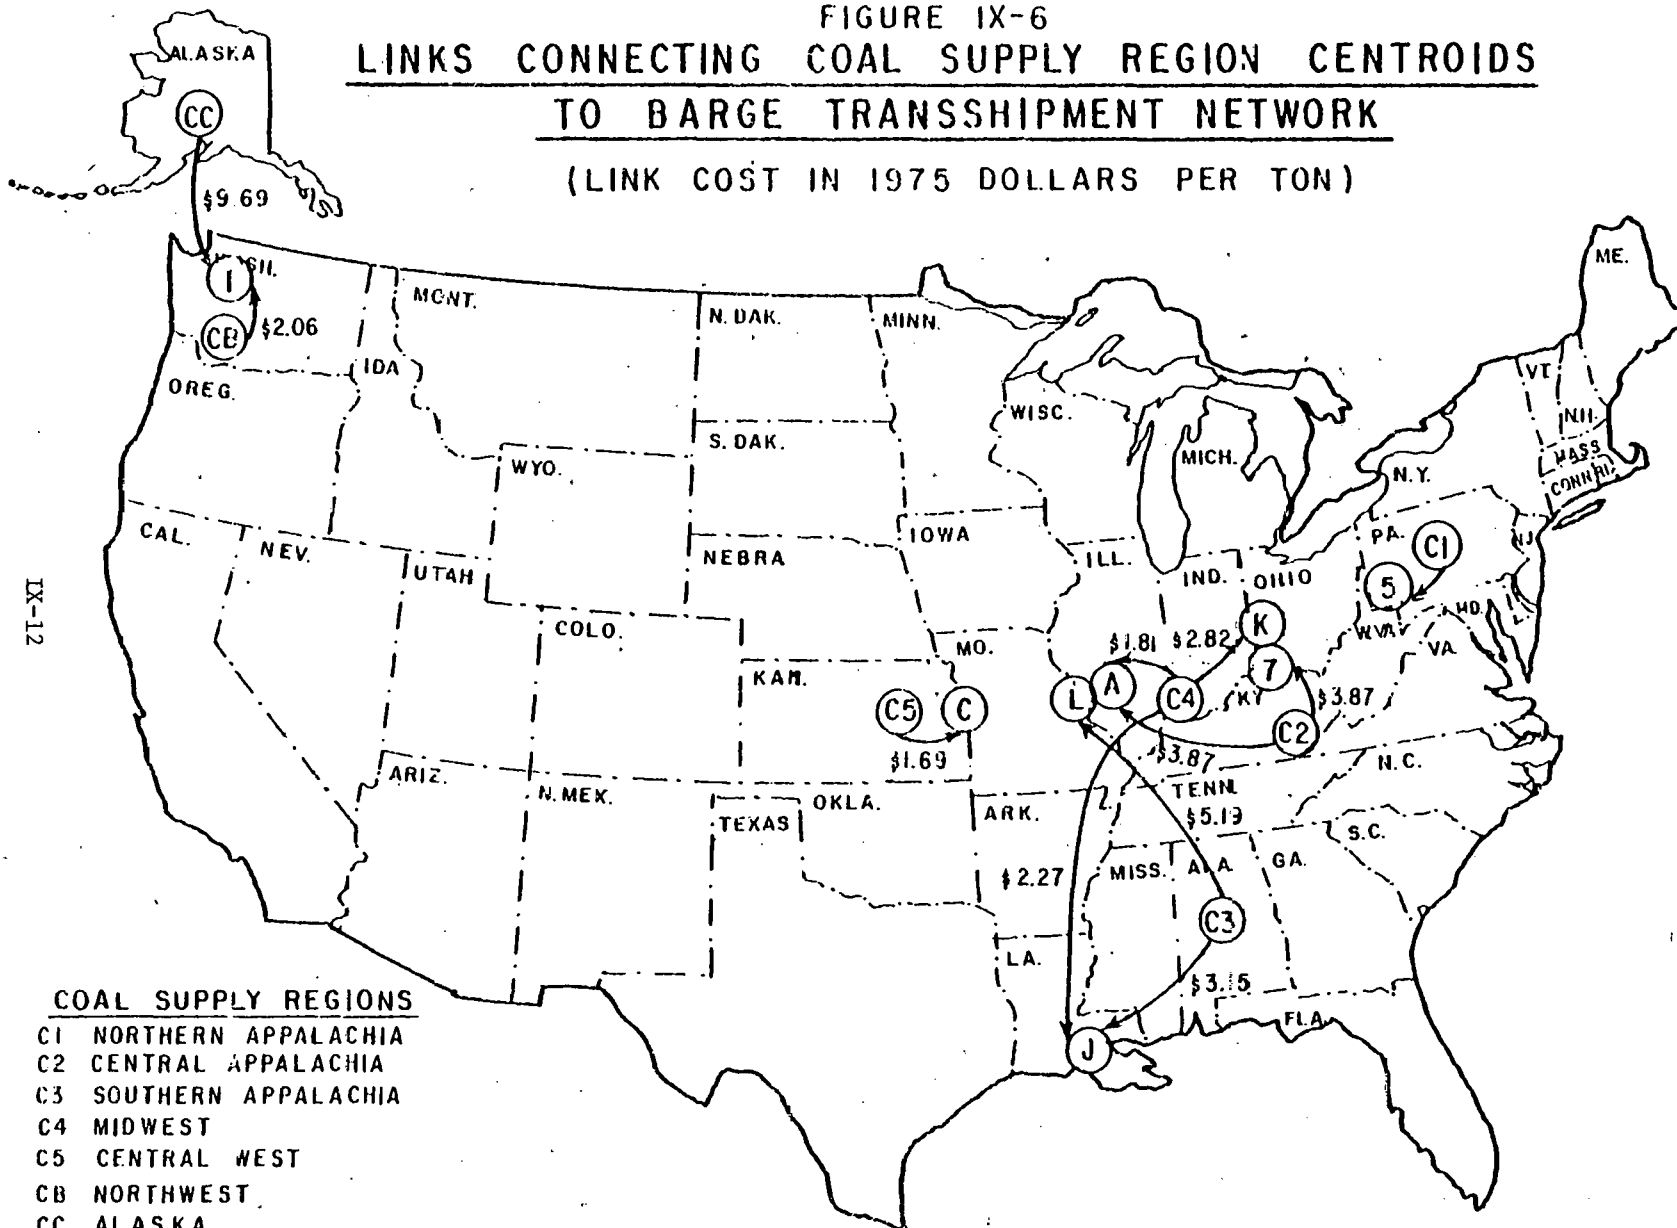 FIGURE IX-6
LINKS CONNECTING COAL SUPPLY REGION CENTROIDS
TO BARGE TRANSSHIPMENT NETWORK
(LINK COST IN 1975 DOLLARS PER TON)
ALASKA
CC
$9.69
I
CB
$2.06
OREG.
IDA
MONT.
N. DAK.
MINN.
WISC.
MICH.
ME.
VT.
N.H.
MASS
CONN
R.I.
N.Y.
S. DAK.
WYO.
CAL.
NEV.
UTAH
NEBRA
IOWA
ILL.
IND.
OHIO
PA.
C1
NJ
5
MD.
W.VA.
VA.
COLO.
KAN.
MO.
$1.81
$2.82
K
7
L
A
C4
KY
$3.87
C2
C5
C
$1.69
$3.87
ARIZ.
N. MEX.
TEXAS
OKLA.
ARK.
TENN.
N.C.
$5.19
S.C.
$2.27
MISS.
ALA.
GA.
C3
LA.
$3.15
FLA.
J
IX-12
COAL SUPPLY REGIONS
C1 NORTHERN APPALACHIA
C2 CENTRAL APPALACHIA
C3 SOUTHERN APPALACHIA
C4 MIDWEST
C5 CENTRAL WEST
CB NORTHWEST
CC ALASKA